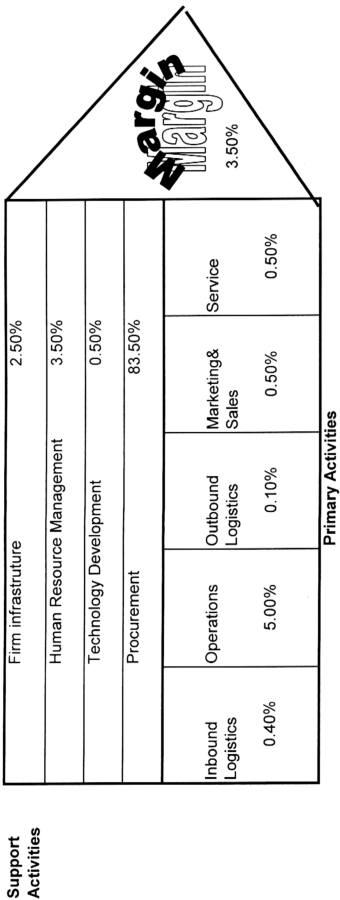 Support
Activities
Firm infrastruture 2.50%
Human Resource Management 3.50%
Technology Development 0.50%
Procurement 83.50%
Inbound
Logistics
0.40%
Operations
5.00%
Outbound
Logistics
0.10%
Marketing&
Sales
0.50%
Service
0.50%
Margin
Margin
3.50%
Primary Activities